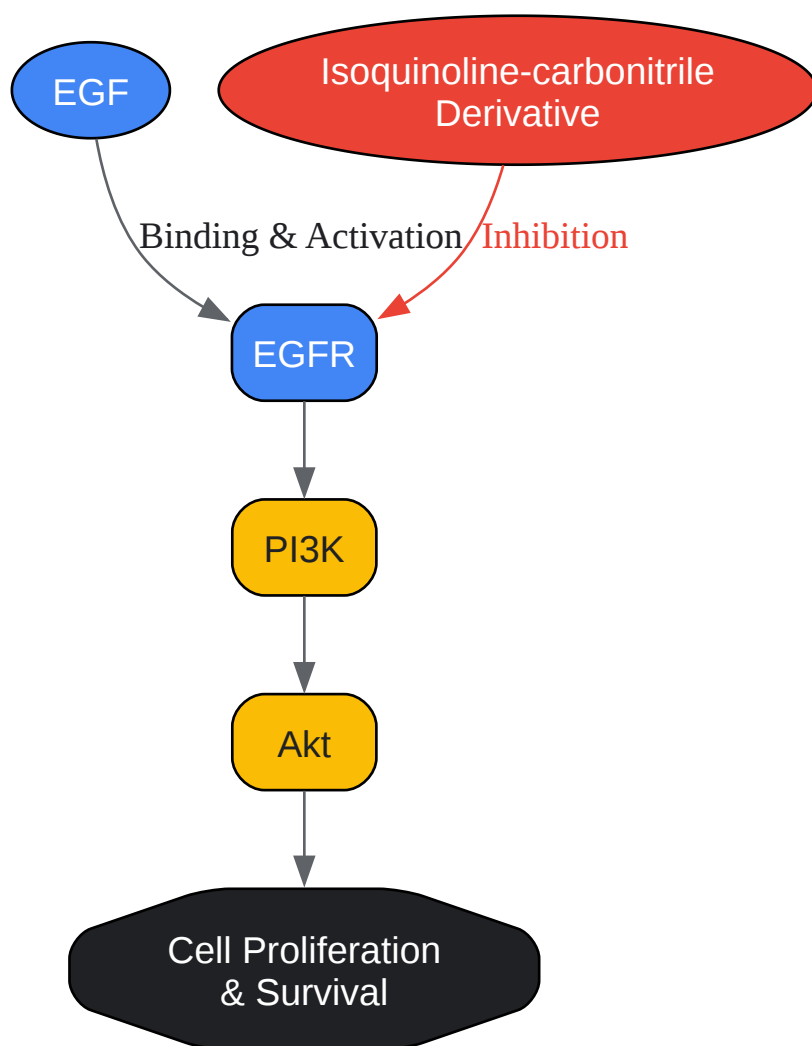 EGF
Isoquinoline-carbonitrile
Derivative
Binding & Activation
Inhibition
EGFR
PI3K
Akt
Cell Proliferation
& Survival